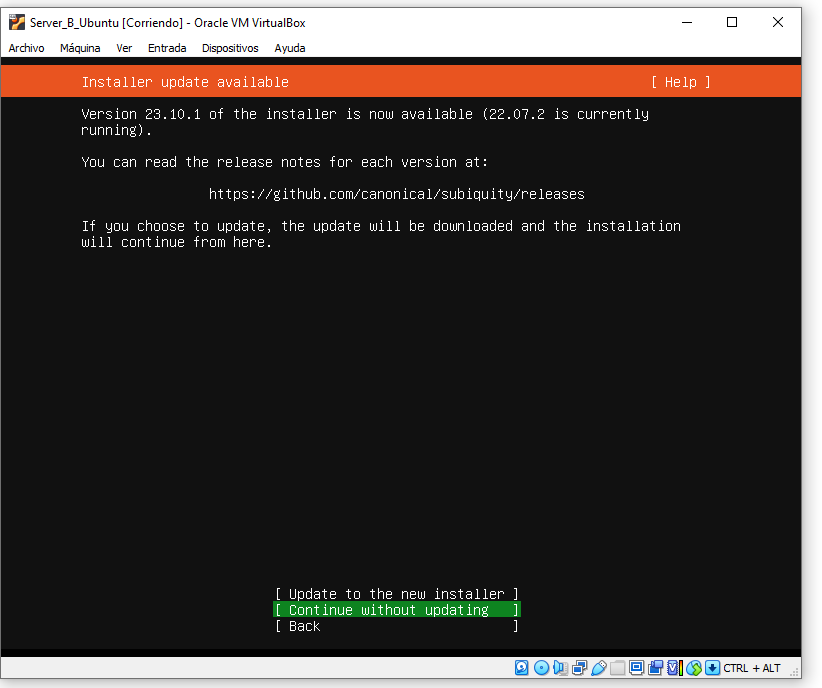 Server_B_Ubuntu [Corriendo] - Oracle VM VirtualBox
Archivo Máquina Ver Entrada Dispositivos Ayuda
Installer update available [ Help ]
Version 23.10.1 of the installer is now available (22.07.2 is currently
running).
You can read the release notes for each version at:
https://github.com/canonical/subiquity/releases
If you choose to update, the update will be downloaded and the installation
will continue from here.
[ Update to the new installer ]
[ Continue without updating ]
[ Back ]
CTRL + ALT